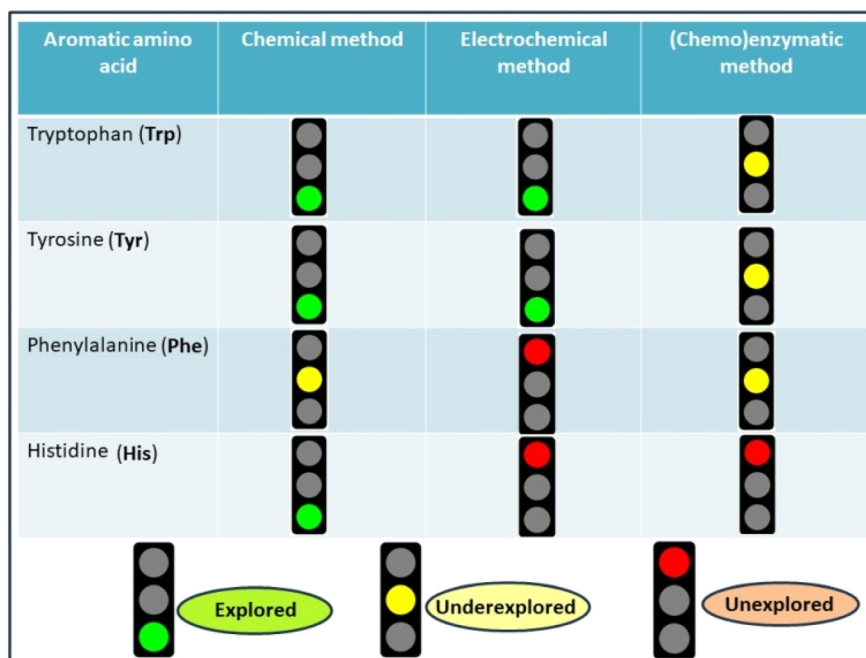 Aromatic amino
acid
Chemical method
Electrochemical
method
(Chemo)enzymatic
method
Tryptophan (Trp)
Tyrosine (Tyr)
Phenylalanine (Phe)
Histidine (His)
Explored
Underexplored
Unexplored